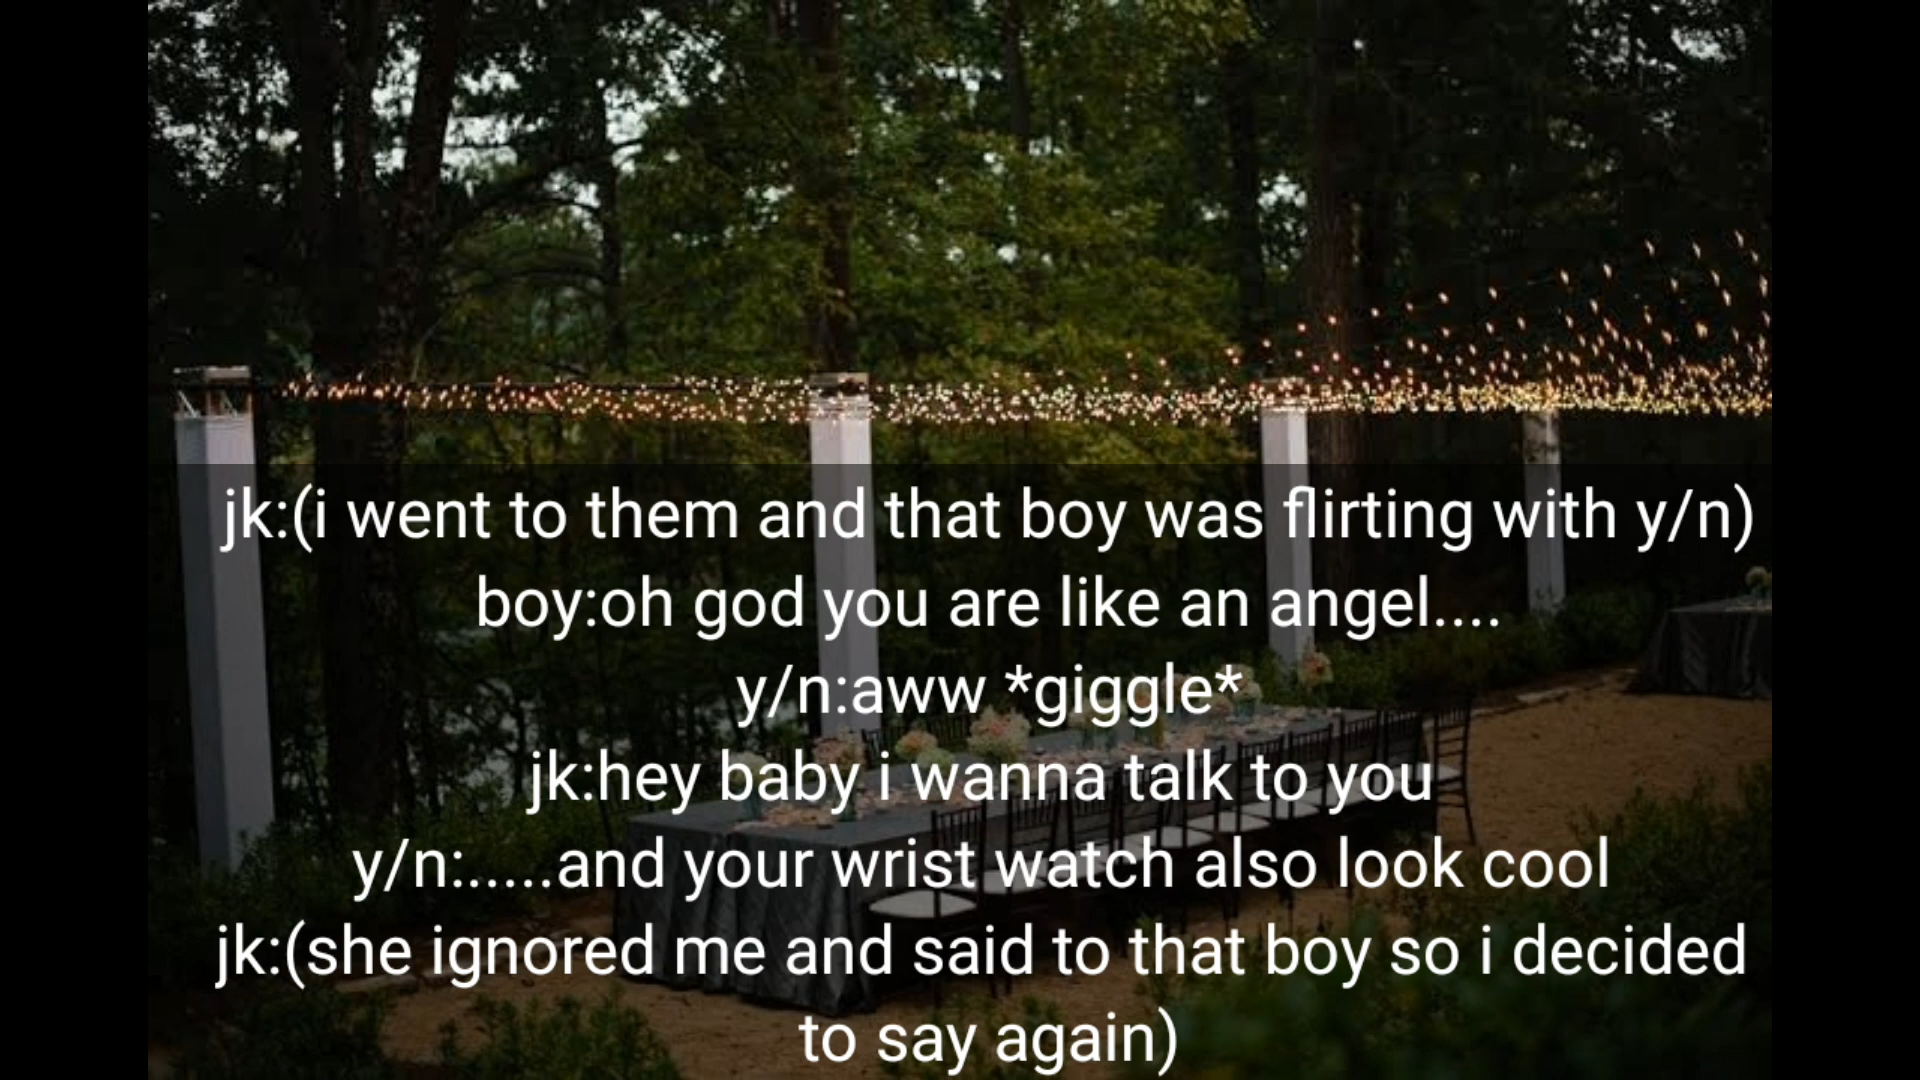 jk:(i went to them and that boy was flirting with y/n)
boy:oh god you are like an angel....
y/n:aww *giggle*
jk:hey baby i wanna talk to you
y/n:.....and your wrist watch also look cool
jk:(she ignored me and said to that boy so i decided
to say again)